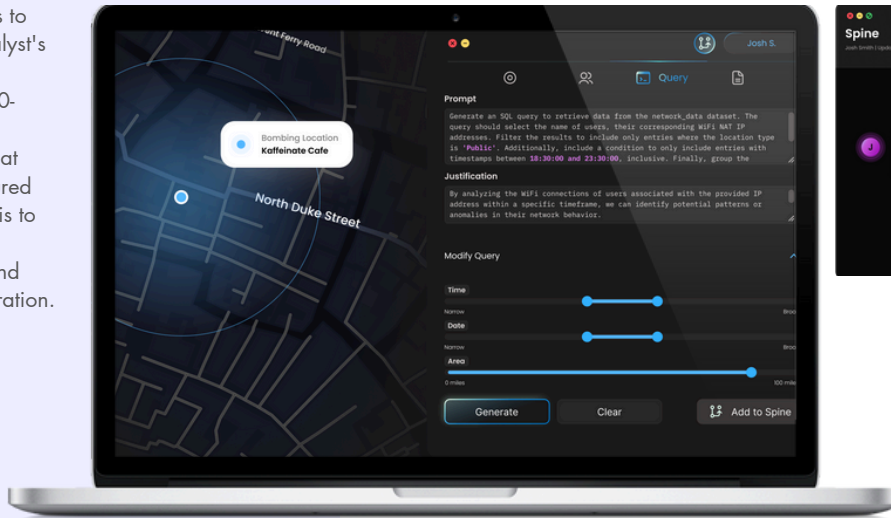 s to
alyst's
0-
at
red
is to
nd
ration.
Ferry Road
Bombing Location
Kaffeinate Cafe
North Duke Street
Josh S.
Query
Prompt
Generate an SQL query to retrieve data from the network_data dataset. The
query should select the name of users, their corresponding WiFi NAT IP
addresses. Filter the results to include only entries where the location type
is 'Public'. Additionally, include a condition to only include entries with
timestamps between 18:30:00 and 23:30:00, inclusive. Finally, group the
Justification
By analyzing the WiFi connections of users associated with the provided IP
address within a specific timeframe, we can identify potential patterns or
anomalies in their network behavior.
Modify Query
Time
Narrow
Broa
Date
Narrow
Broa
Area
0 miles
100 mile
Generate
Clear
Add to Spine
Spine
Josh Smith | Upda
J